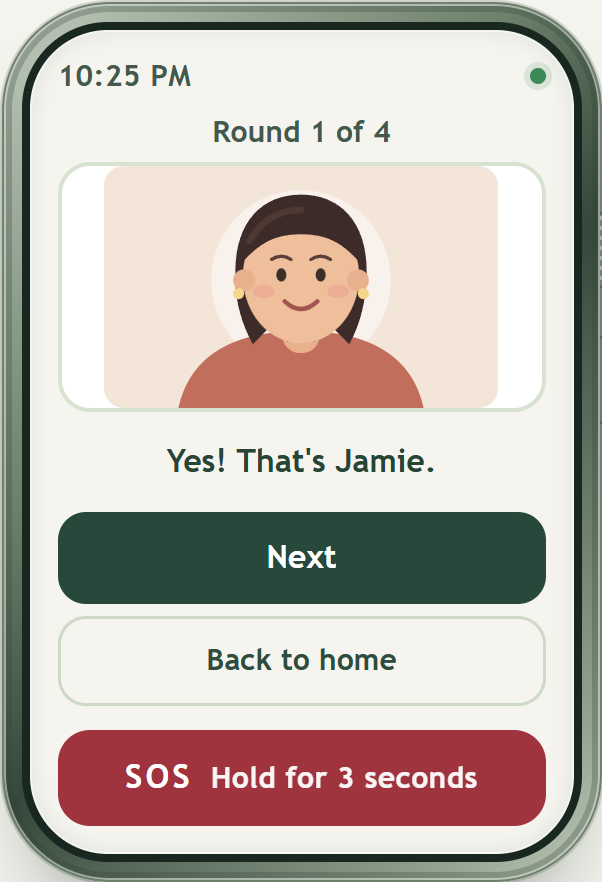 10:25 PM
Round 1 of 4
Yes! That's Jamie.
Next
Back to home
SOS Hold for 3 seconds